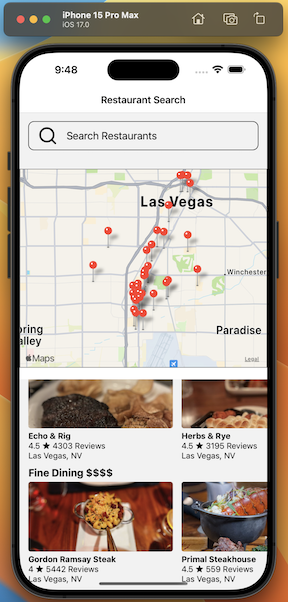 iPhone 15 Pro Max
iOS 17.0
9:48
Restaurant Search
Search Restaurants
Las Vegas
Winchester
oring
alley
Paradise
Maps
Legal
Echo & Rig
4.5 ★ 4303 Reviews
Las Vegas, NV
Herbs & Rye
4.5 ★ 3195 Reviews
Las Vegas, NV
Fine Dining $$$$
Gordon Ramsay Steak
4 ★ 5442 Reviews
Las Vegas, NV
Primal Steakhouse
4.5 ★ 559 Reviews
Las Vegas, NV